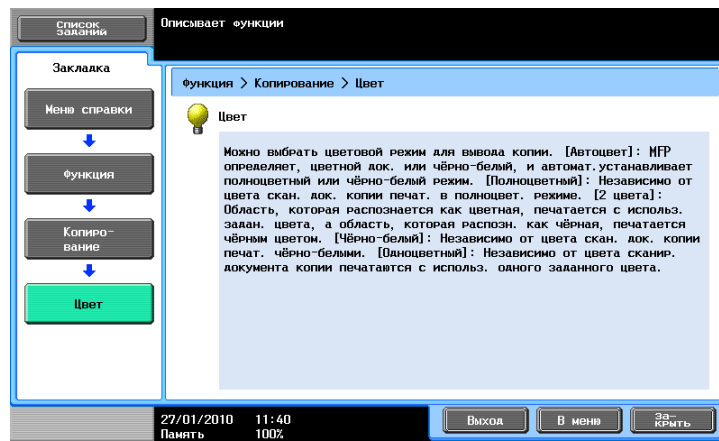 Список
заданий
Описывает функции
Закладка
Меню справки
Функция
Копиро-
вание
Цвет
Функция > Копирование > Цвет
Цвет
Можно выбрать цветовой режим для вывода копии. [Автоцвет]: MFP
определяет, цветной док. или чёрно-белый, и автомат.устанавливает
полноцветный или чёрно-белый режим. [Полноцветный]: Независимо от
цвета скан. док. копии печат. в полноцвет. режиме. [2 цвета]:
Область, которая распознается как цветная, печатается с использ.
задан. цвета, а область, которая распозн. как чёрная, печатается
чёрным цветом. [Чёрно-белый]: Независимо от цвета скан. док. копии
печат. чёрно-белыми. [Одноцветный]: Независимо от цвета сканир.
документа копии печатаются с использ. одного заданного цвета.
27/01/2010 11:40
Память 100%
Выход
В меню
За-
крыть